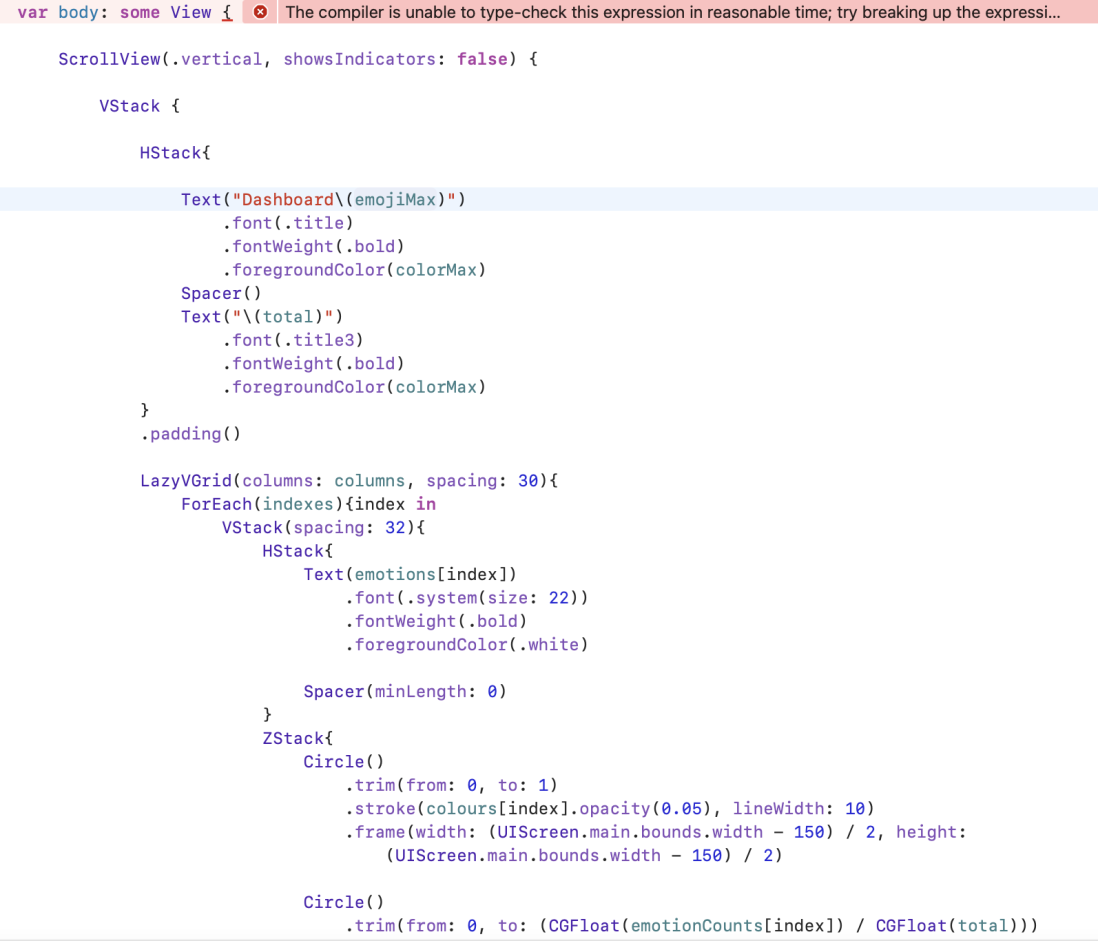 var body: some View { The compiler is unable to type-check this expression in reasonable time; try breaking up the expressi...
ScrollView(.vertical, showsIndicators: false) {
VStack {
HStack{
Text("Dashboard\(emojiMax)")
.font(.title)
.fontWeight(.bold)
.foregroundColor(colorMax)
Spacer()
Text("\(total)")
.font(.title3)
.fontWeight(.bold)
.foregroundColor(colorMax)
}
.padding()
LazyVGrid(columns: columns, spacing: 30){
ForEach(indexes){index in
VStack(spacing: 32){
HStack{
Text(emotions[index])
.font(.system(size: 22))
.fontWeight(.bold)
.foregroundColor(.white)
Spacer(minLength: 0)
}
ZStack{
Circle()
.trim(from: 0, to: 1)
.stroke(colours[index].opacity(0.05), lineWidth: 10)
.frame(width: (UIScreen.main.bounds.width - 150) / 2, height:
(UIScreen.main.bounds.width - 150) / 2)
Circle()
.trim(from: 0, to: (CGFloat(emotionCounts[index]) / CGFloat(total)))